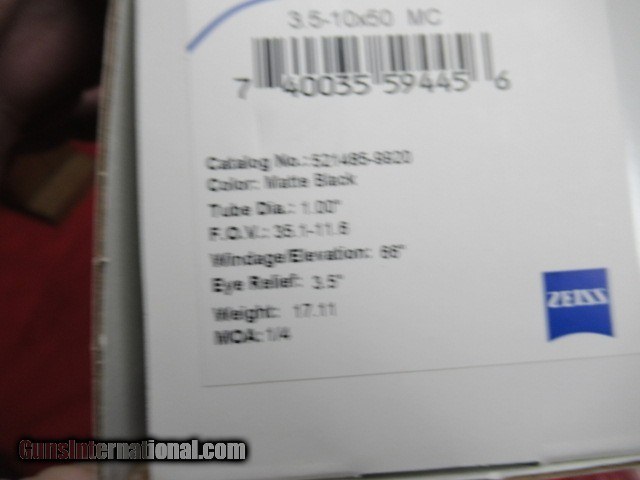 3.5-10x50 MC
7 40035 59445 6
Catalog No.: 521486-9920
Color: Matte Black
Tube Dia.: 1.00"
F.O.V.: 35.1-11.6
Windage/Elevation: 66"
Eye Relief: 3.5"
Weight: 17.11
MOA: 1/4
ZEISS
GunsInternational.com